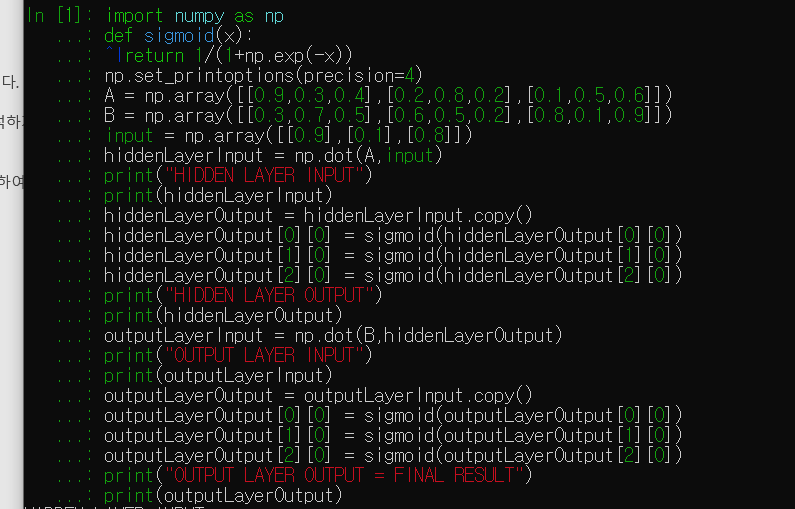 In [1]: import numpy as np
...: def sigmoid(x):
...: ^Ireturn 1/(1+np.exp(-x))
...: np.set_printoptions(precision=4)
...: A = np.array([[0.9,0.3,0.4],[0.2,0.8,0.2],[0.1,0.5,0.6]])
...: B = np.array([[0.3,0.7,0.5],[0.6,0.5,0.2],[0.8,0.1,0.9]])
...: input = np.array([[0.9],[0.1],[0.8]])
...: hiddenLayerInput = np.dot(A,input)
...: print("HIDDEN LAYER INPUT")
...: print(hiddenLayerInput)
...: hiddenLayerOutput = hiddenLayerInput.copy()
...: hiddenLayerOutput[0][0] = sigmoid(hiddenLayerOutput[0][0])
...: hiddenLayerOutput[1][0] = sigmoid(hiddenLayerOutput[1][0])
...: hiddenLayerOutput[2][0] = sigmoid(hiddenLayerOutput[2][0])
...: print("HIDDEN LAYER OUTPUT")
...: print(hiddenLayerOutput)
...: outputLayerInput = np.dot(B,hiddenLayerOutput)
...: print("OUTPUT LAYER INPUT")
...: print(outputLayerInput)
...: outputLayerOutput = outputLayerInput.copy()
...: outputLayerOutput[0][0] = sigmoid(outputLayerOutput[0][0])
...: outputLayerOutput[1][0] = sigmoid(outputLayerOutput[1][0])
...: outputLayerOutput[2][0] = sigmoid(outputLayerOutput[2][0])
...: print("OUTPUT LAYER OUTPUT = FINAL RESULT")
...: print(outputLayerOutput)
다.
하여